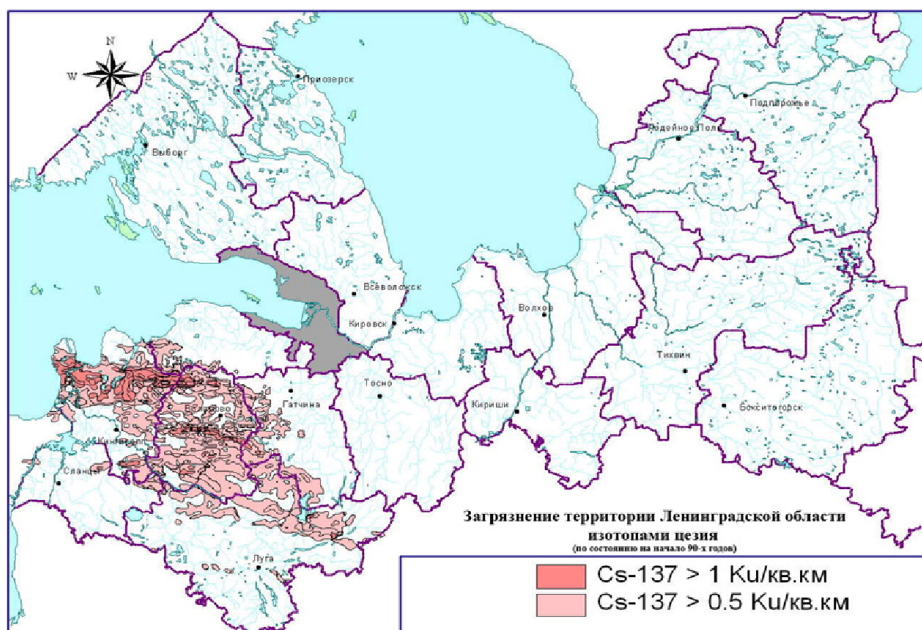 N
W E
S
Приозерск
Подпорожье
Лодейное Поле
Выборг
Всеволожск
Волхов
Кировск
Тихвин
Тосно
Гатчина
Кириши
Бокситогорск
Волосово
Кингисепп
Сланцы
Луга
Загрязнение территории Ленинградской области
изотопами цезия
(по состоянию на начало 90-х годов)
Cs-137 > 1 Ku/кв.км
Cs-137 > 0.5 Ku/кв.км